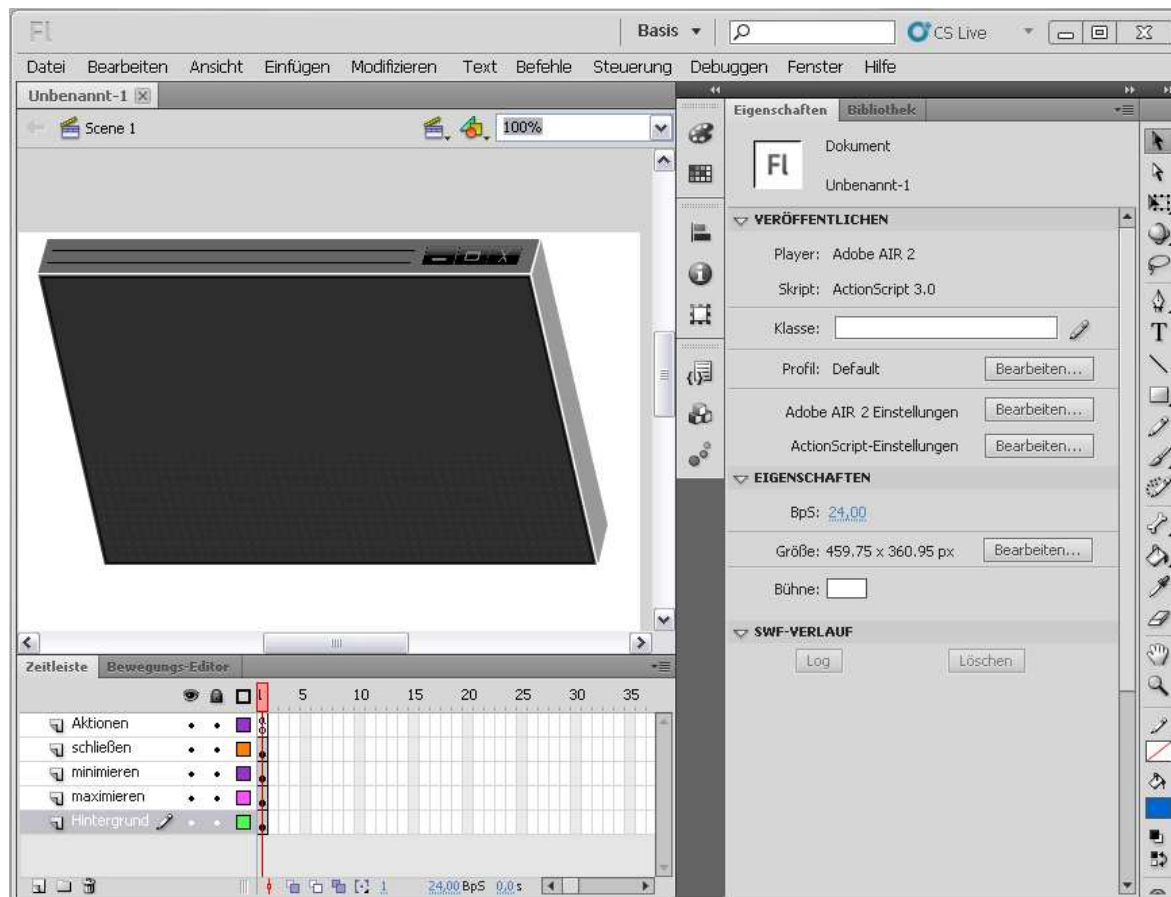 Fl
Basis
CS Live
Datei Bearbeiten Ansicht Einfügen Modifizieren Text Befehle Steuerung Debuggen Fenster Hilfe
Unbenannt-1
Scene 1
100%
Eigenschaften Bibliothek
Fl
Dokument
Unbenannt-1
VERÖFFENTLICHEN
Player: Adobe AIR 2
Skript: ActionScript 3.0
Klasse:
Profil: Default Bearbeiten...
Adobe AIR 2 Einstellungen Bearbeiten...
ActionScript-Einstellungen Bearbeiten...
EIGENSCHAFTEN
BpS: 24,00
Größe: 459.75 x 360.95 px Bearbeiten...
Bühne:
SWF-VERLAUF
Log Löschen
Zeitleiste Bewegungs-Editor
1 5 10 15 20 25 30 35
Aktionen
schließen
minimieren
maximieren
Hintergrund
1 24,00 BpS 0,0 s